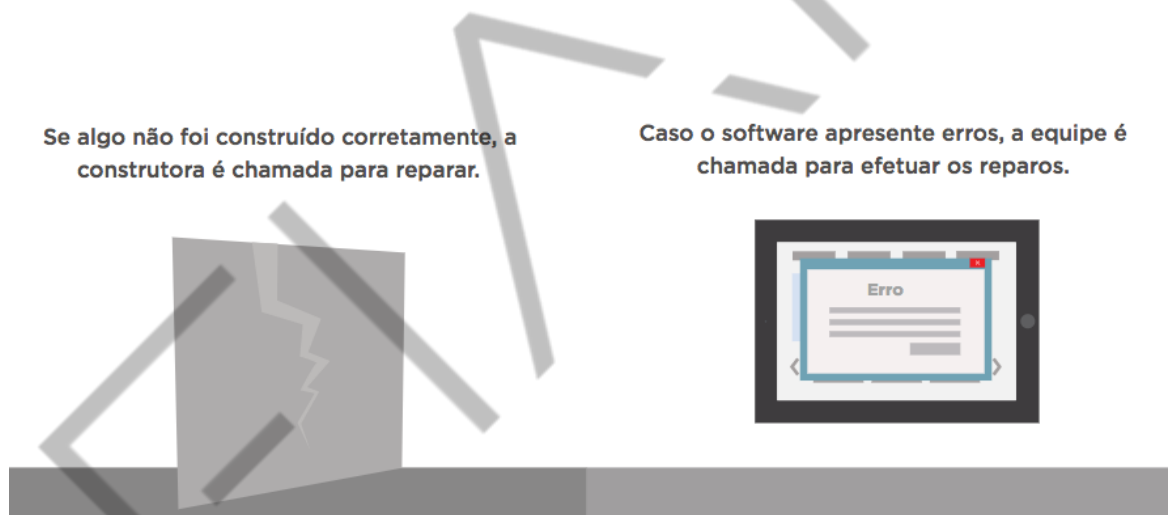 Se algo não foi construído corretamente, a
construtora é chamada para reparar.
Caso o software apresente erros, a equipe é
chamada para efetuar os reparos.
Erro